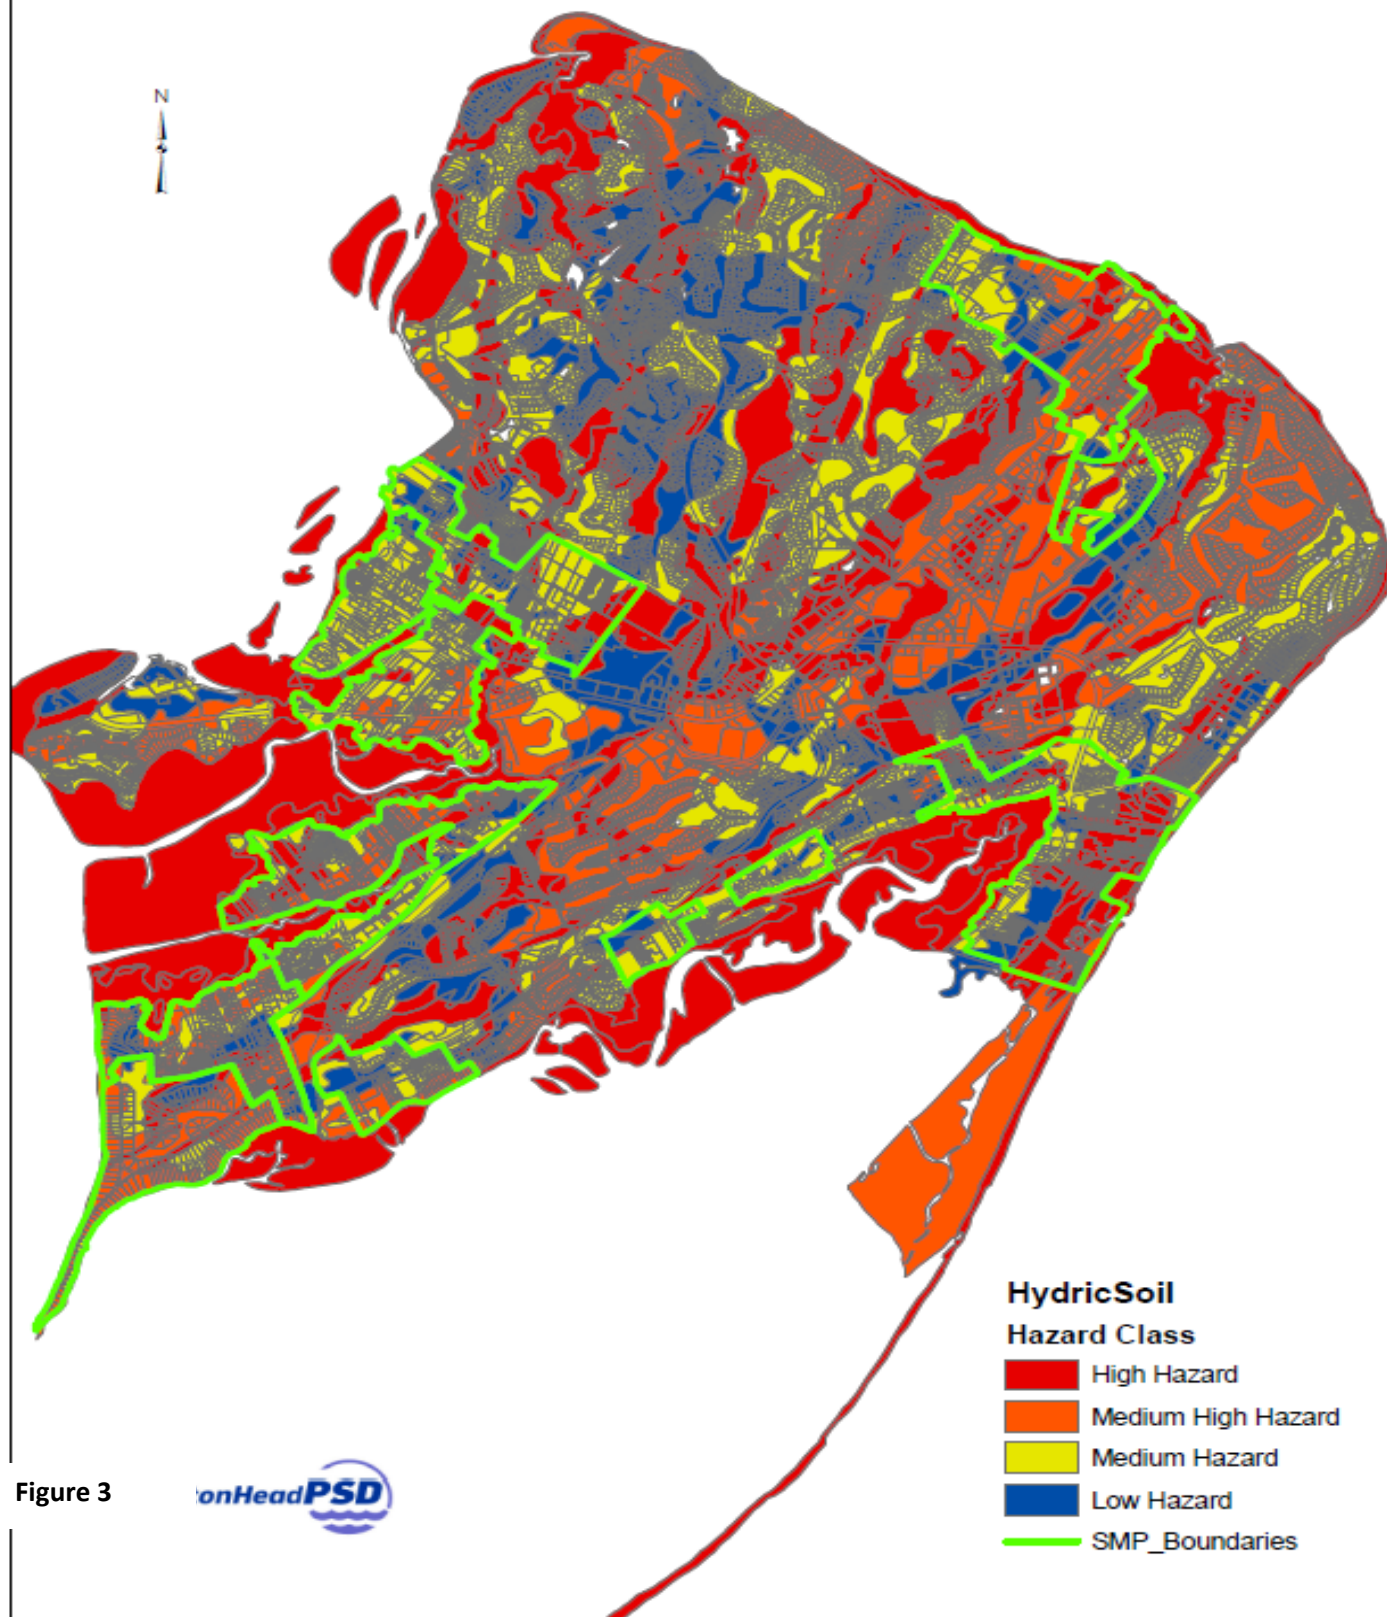 N
HydricSoil
Hazard Class
High Hazard
Medium High Hazard
Medium Hazard
Low Hazard
SMP_Boundaries
Figure 3
onHeadPSD